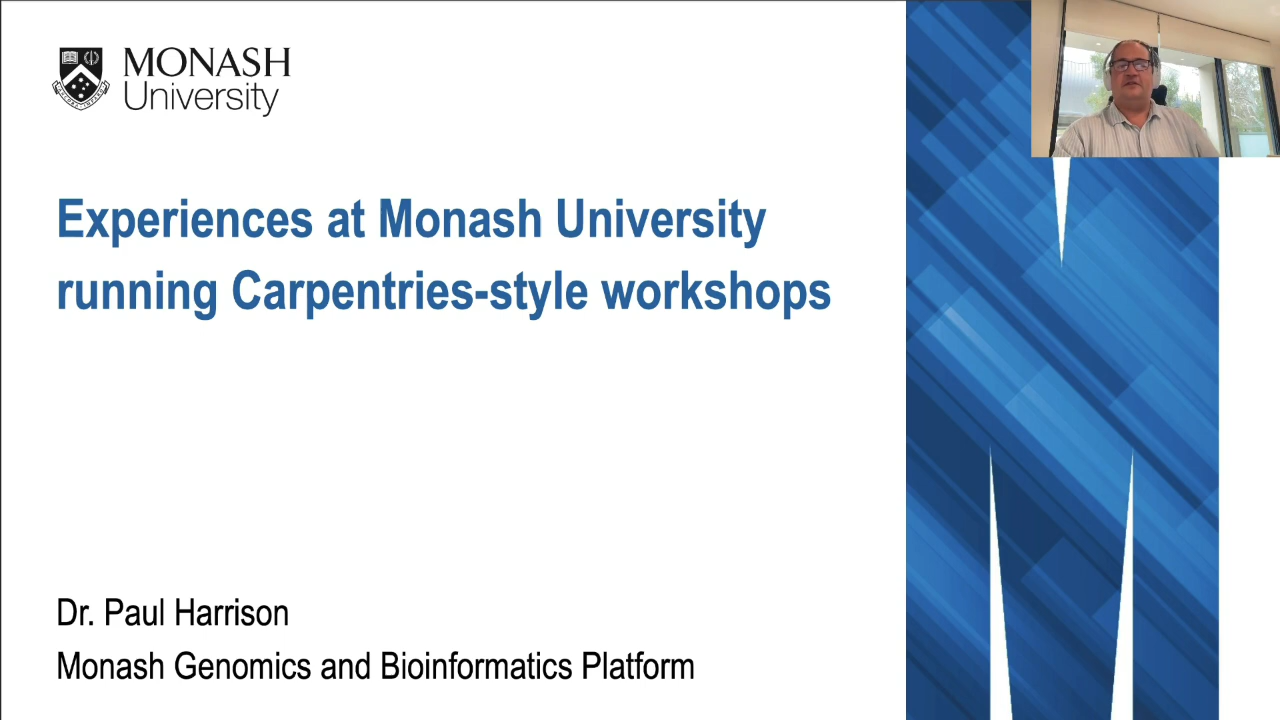 MONASH
University
Experiences at Monash University
running Carpentries-style workshops
Dr. Paul Harrison
Monash Genomics and Bioinformatics Platform